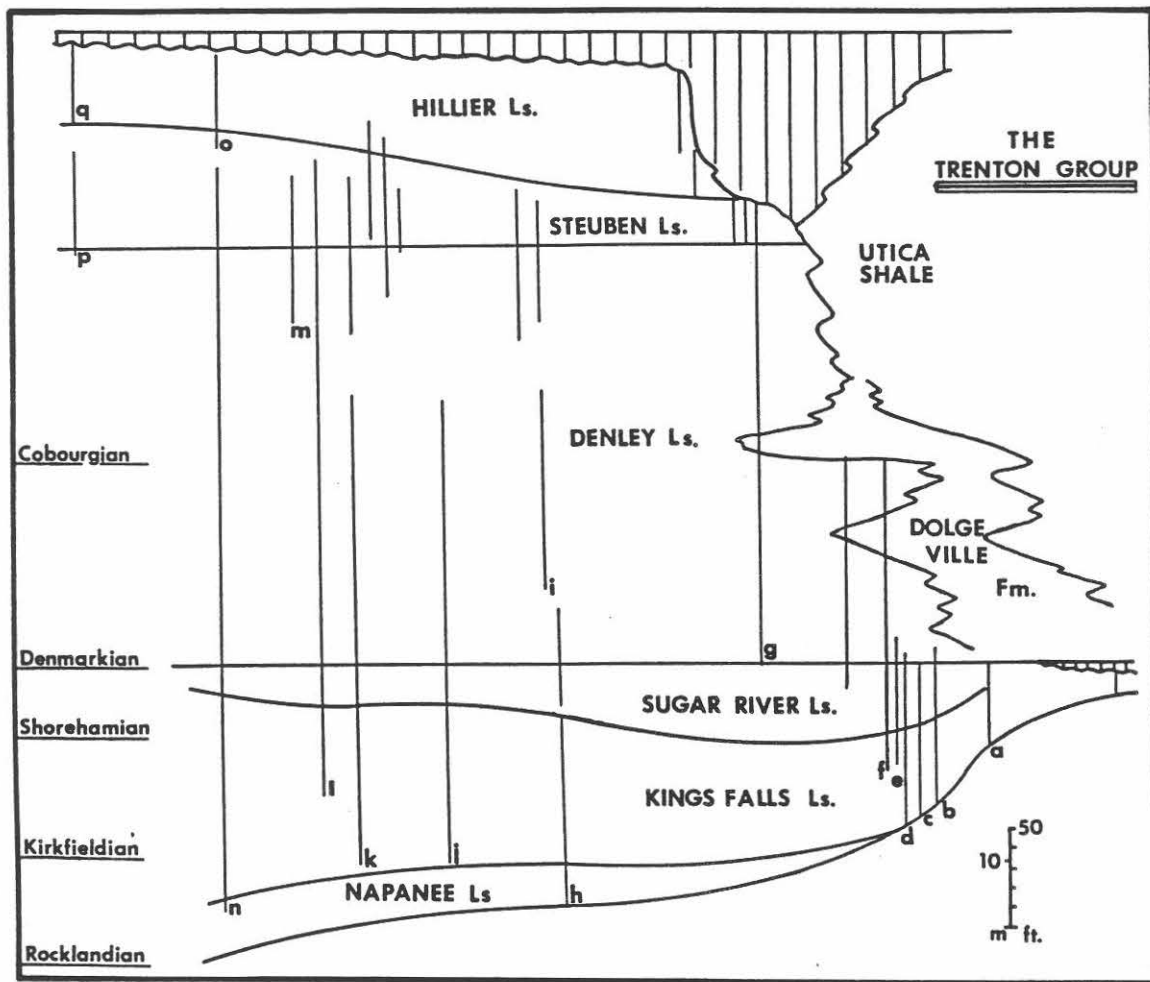 HILLIER Ls.
q
o
THE
TRENTON GROUP
STEUBEN Ls.
p
UTICA
SHALE
m
DENLEY Ls.
Cobourgian
DOLGE
VILLE
Fm.
i
Denmarkian
g
SUGAR RIVER Ls.
Shorehamian
a
f
e
l
KINGS FALLS Ls.
b
c
d
50
10
m ft.
Kirkfieldian
k
j
NAPANEE Ls
h
n
Rocklandian